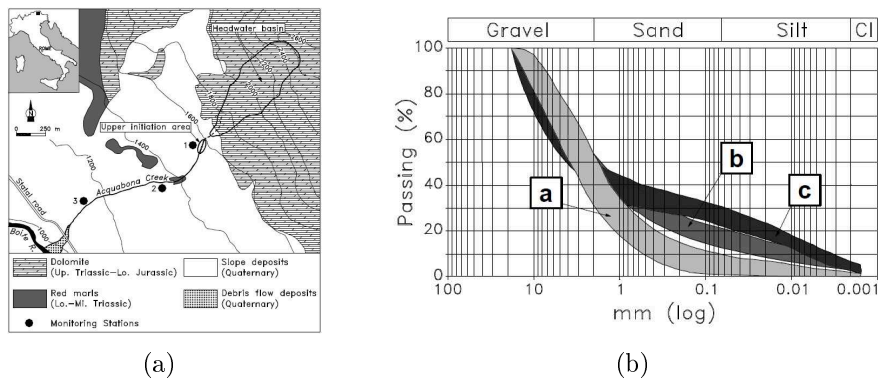 Headwater basin
ROME
N
0 250 m
Upper initiation area
1
1600
1400
1200
1000
Acquabona Creek
2
3
Statal road
Boite R.
Dolomite
(Up. Triassic-Lo. Jurassic)
Slope deposits
(Quaternary)
Red marls
(Lo.-Mi. Triassic)
Debris flow deposits
(Quaternary)
Monitoring Stations
(a)
Gravel Sand Silt Cl
Passing (%)
100
80
60
40
20
0
a
b
c
100 10 1 0.1 0.01 0.001
mm (log)
(b)